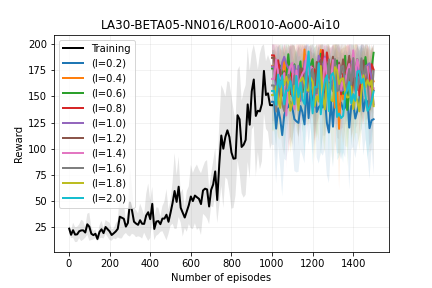 LA30-BETA05-NN016/LR0010-Ao00-Ai10
Reward
200
175
150
125
100
75
50
25
Training
(l=0.2)
(l=0.4)
(l=0.6)
(l=0.8)
(l=1.0)
(l=1.2)
(l=1.4)
(l=1.6)
(l=1.8)
(l=2.0)
0 200 400 600 800 1000 1200 1400
Number of episodes